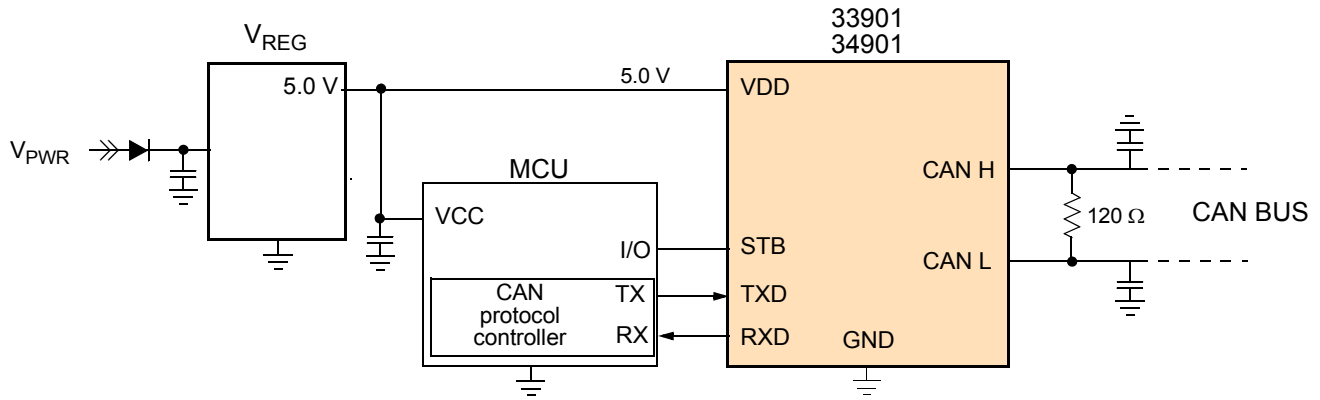 33901
34901
V_REG
5.0 V
5.0 V
VDD
V_PWR
MCU
CAN H
VCC
120 Ω
CAN BUS
I/O
STB
CAN L
CAN
protocol
controller
TX
TXD
RX
RXD
GND